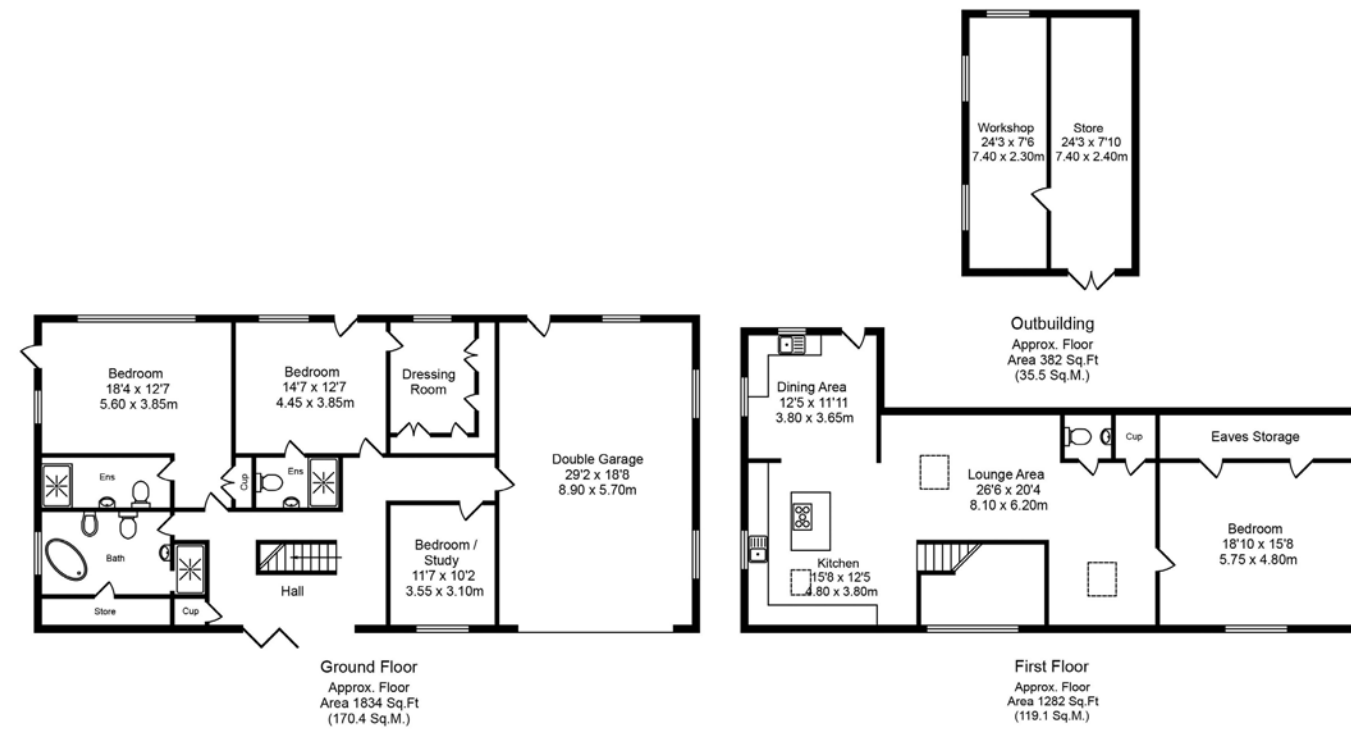 Workshop
24'3 x 7'6
7.40 x 2.30m
Store
24'3 x 7'10
7.40 x 2.40m
Outbuilding
Approx. Floor
Area 382 Sq.Ft
(35.5 Sq.M.)
Bedroom
18'4 x 12'7
5.60 x 3.85m
Bedroom
14'7 x 12'7
4.45 x 3.85m
Dressing
Room
Double Garage
29'2 x 18'8
8.90 x 5.70m
Ens
Cup
Ens
Bath
Bedroom /
Study
11'7 x 10'2
3.55 x 3.10m
Hall
Store
Cup
Ground Floor
Approx. Floor
Area 1834 Sq.Ft
(170.4 Sq.M.)
Dining Area
12'5 x 11'11
3.80 x 3.65m
Cup
Eaves Storage
Lounge Area
26'6 x 20'4
8.10 x 6.20m
Bedroom
18'10 x 15'8
5.75 x 4.80m
Kitchen
15'8 x 12'5
4.80 x 3.80m
First Floor
Approx. Floor
Area 1282 Sq.Ft
(119.1 Sq.M.)